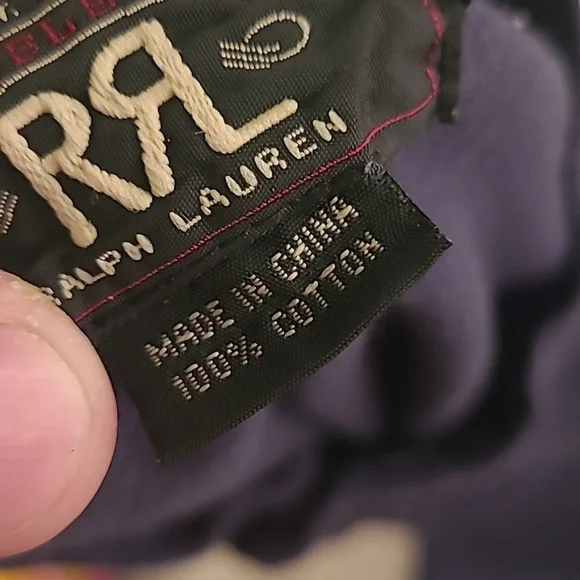 RRL
RALPH LAUREN
MADE IN CHINA
100% COTTON